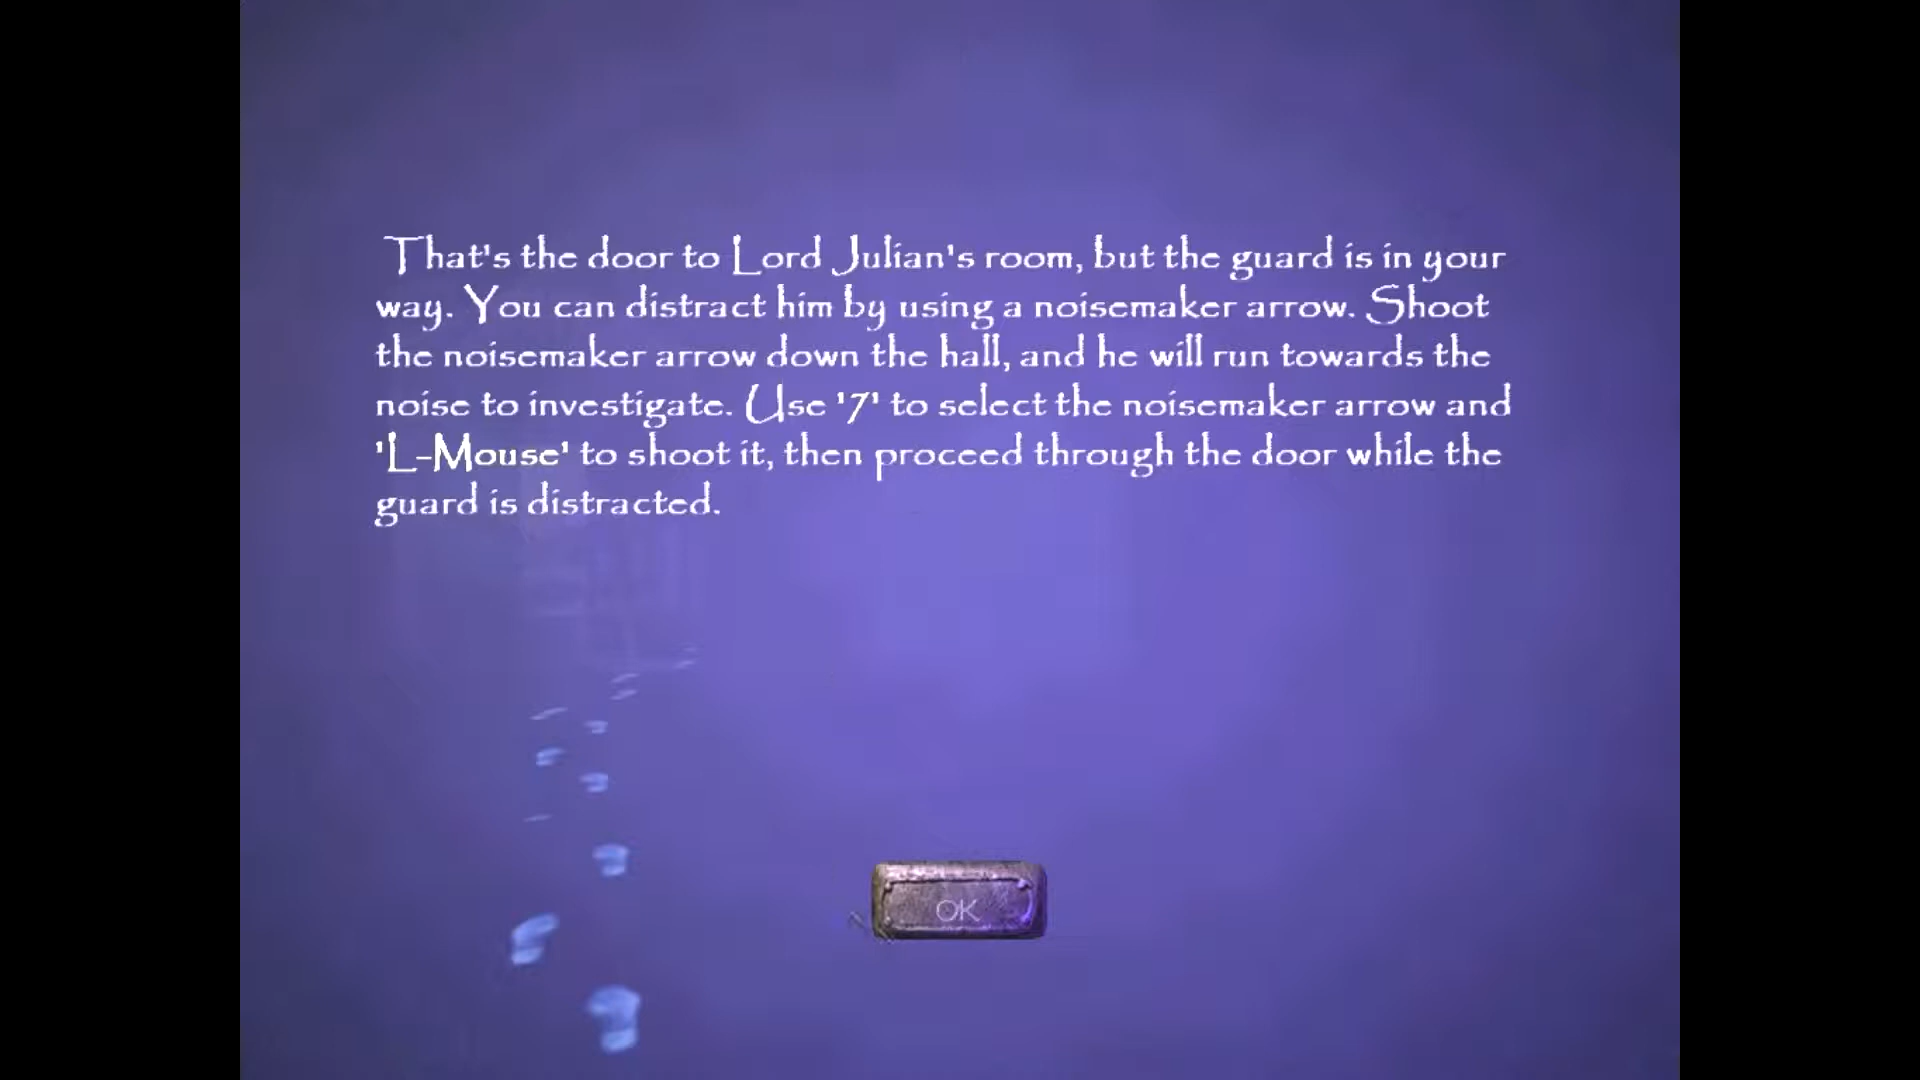 That's the door to Lord Julian's room, but the guard is in your
way. You can distract him by using a noisemaker arrow. Shoot
the noisemaker arrow down the hall, and he will run towards the
noise to investigate. Use '7' to select the noisemaker arrow and
'L-Mouse' to shoot it, then proceed through the door while the
guard is distracted.
OK